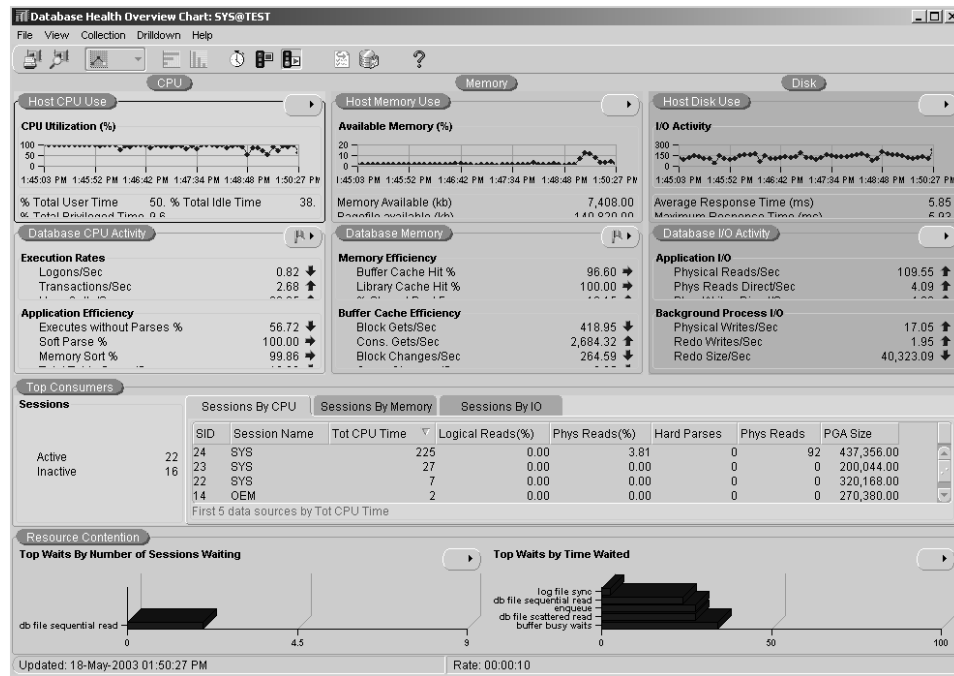 Database Health Overview Chart: SYS@TEST
File View Collection Drilldown Help
CPU Memory Disk
Host CPU Use Host Memory Use Host Disk Use
CPU Utilization (%) Available Memory (%) I/O Activity
100 20 300
50 10 150
0 0 0
1:45:03 PM 1:45:52 PM 1:46:42 PM 1:47:34 PM 1:48:48 PM 1:50:27 PM 1:45:03 PM 1:45:52 PM 1:46:42 PM 1:47:34 PM 1:48:48 PM 1:50:27 PM 1:45:03 PM 1:45:52 PM 1:46:42 PM 1:47:34 PM 1:48:48 PM 1:50:27 PM
% Total User Time 50. % Total Idle Time 38. Memory Available (kb) 7,408.00 Average Response Time (ms) 5.85
% Total Privileged Time 9.6 Pagefile available (kb) 140,820.00 Maximum Response Time (ms) 5.93
Database CPU Activity Database Memory Database I/O Activity
Execution Rates Memory Efficiency Application I/O
Logons/Sec 0.82 Buffer Cache Hit % 96.60 Physical Reads/Sec 109.55
Transactions/Sec 2.68 Library Cache Hit % 100.00 Phys Reads Direct/Sec 4.09
Application Efficiency Buffer Cache Efficiency Background Process I/O
Executes without Parses % 56.72 Block Gets/Sec 418.95 Physical Writes/Sec 17.05
Soft Parse % 100.00 Cons. Gets/Sec 2,684.32 Redo Writes/Sec 1.95
Memory Sort % 99.86 Block Changes/Sec 264.59 Redo Size/Sec 40,323.09
Top Consumers
Sessions Sessions By CPU Sessions By Memory Sessions By IO
SID Session Name Tot CPU Time Logical Reads(%) Phys Reads(%) Hard Parses Phys Reads PGA Size
24 SYS 225 0.00 3.81 0 92 437,356.00
Active 22 23 SYS 27 0.00 0.00 0 0 200,044.00
Inactive 16 22 SYS 7 0.00 0.00 0 0 320,168.00
14 OEM 2 0.00 0.00 0 0 270,380.00
First 5 data sources by Tot CPU Time
Resource Contention
Top Waits By Number of Sessions Waiting Top Waits by Time Waited
log file sync
db file sequential read
enqueue
db file scattered read
db file sequential read buffer busy waits
0 4.5 9 0 50 100
Updated: 18-May-2003 01:50:27 PM Rate: 00:00:10